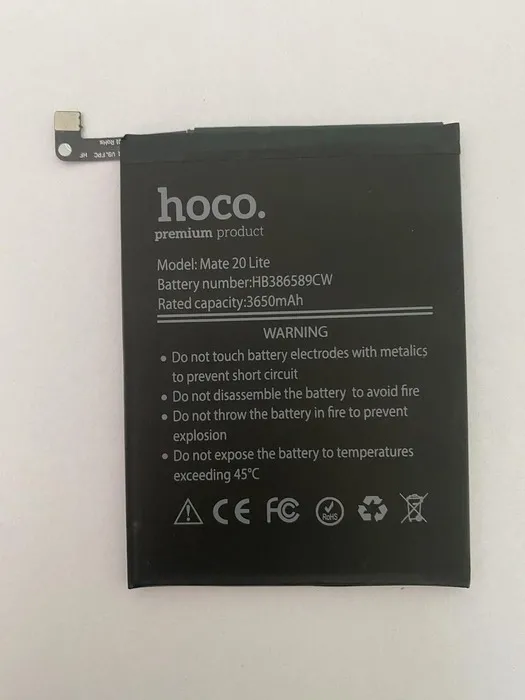 hoco.
premium product
Model: Mate 20 Lite
Battery number:HB386589CW
Rated capacity:3650mAh
WARNING
• Do not touch battery electrodes with metalics
to prevent short circuit
• Do not disassemble the battery to avoid fire
• Do not throw the battery in fire to prevent
explosion
• Do not expose the battery to temperatures
exceeding 45°C
CE FC RoHS